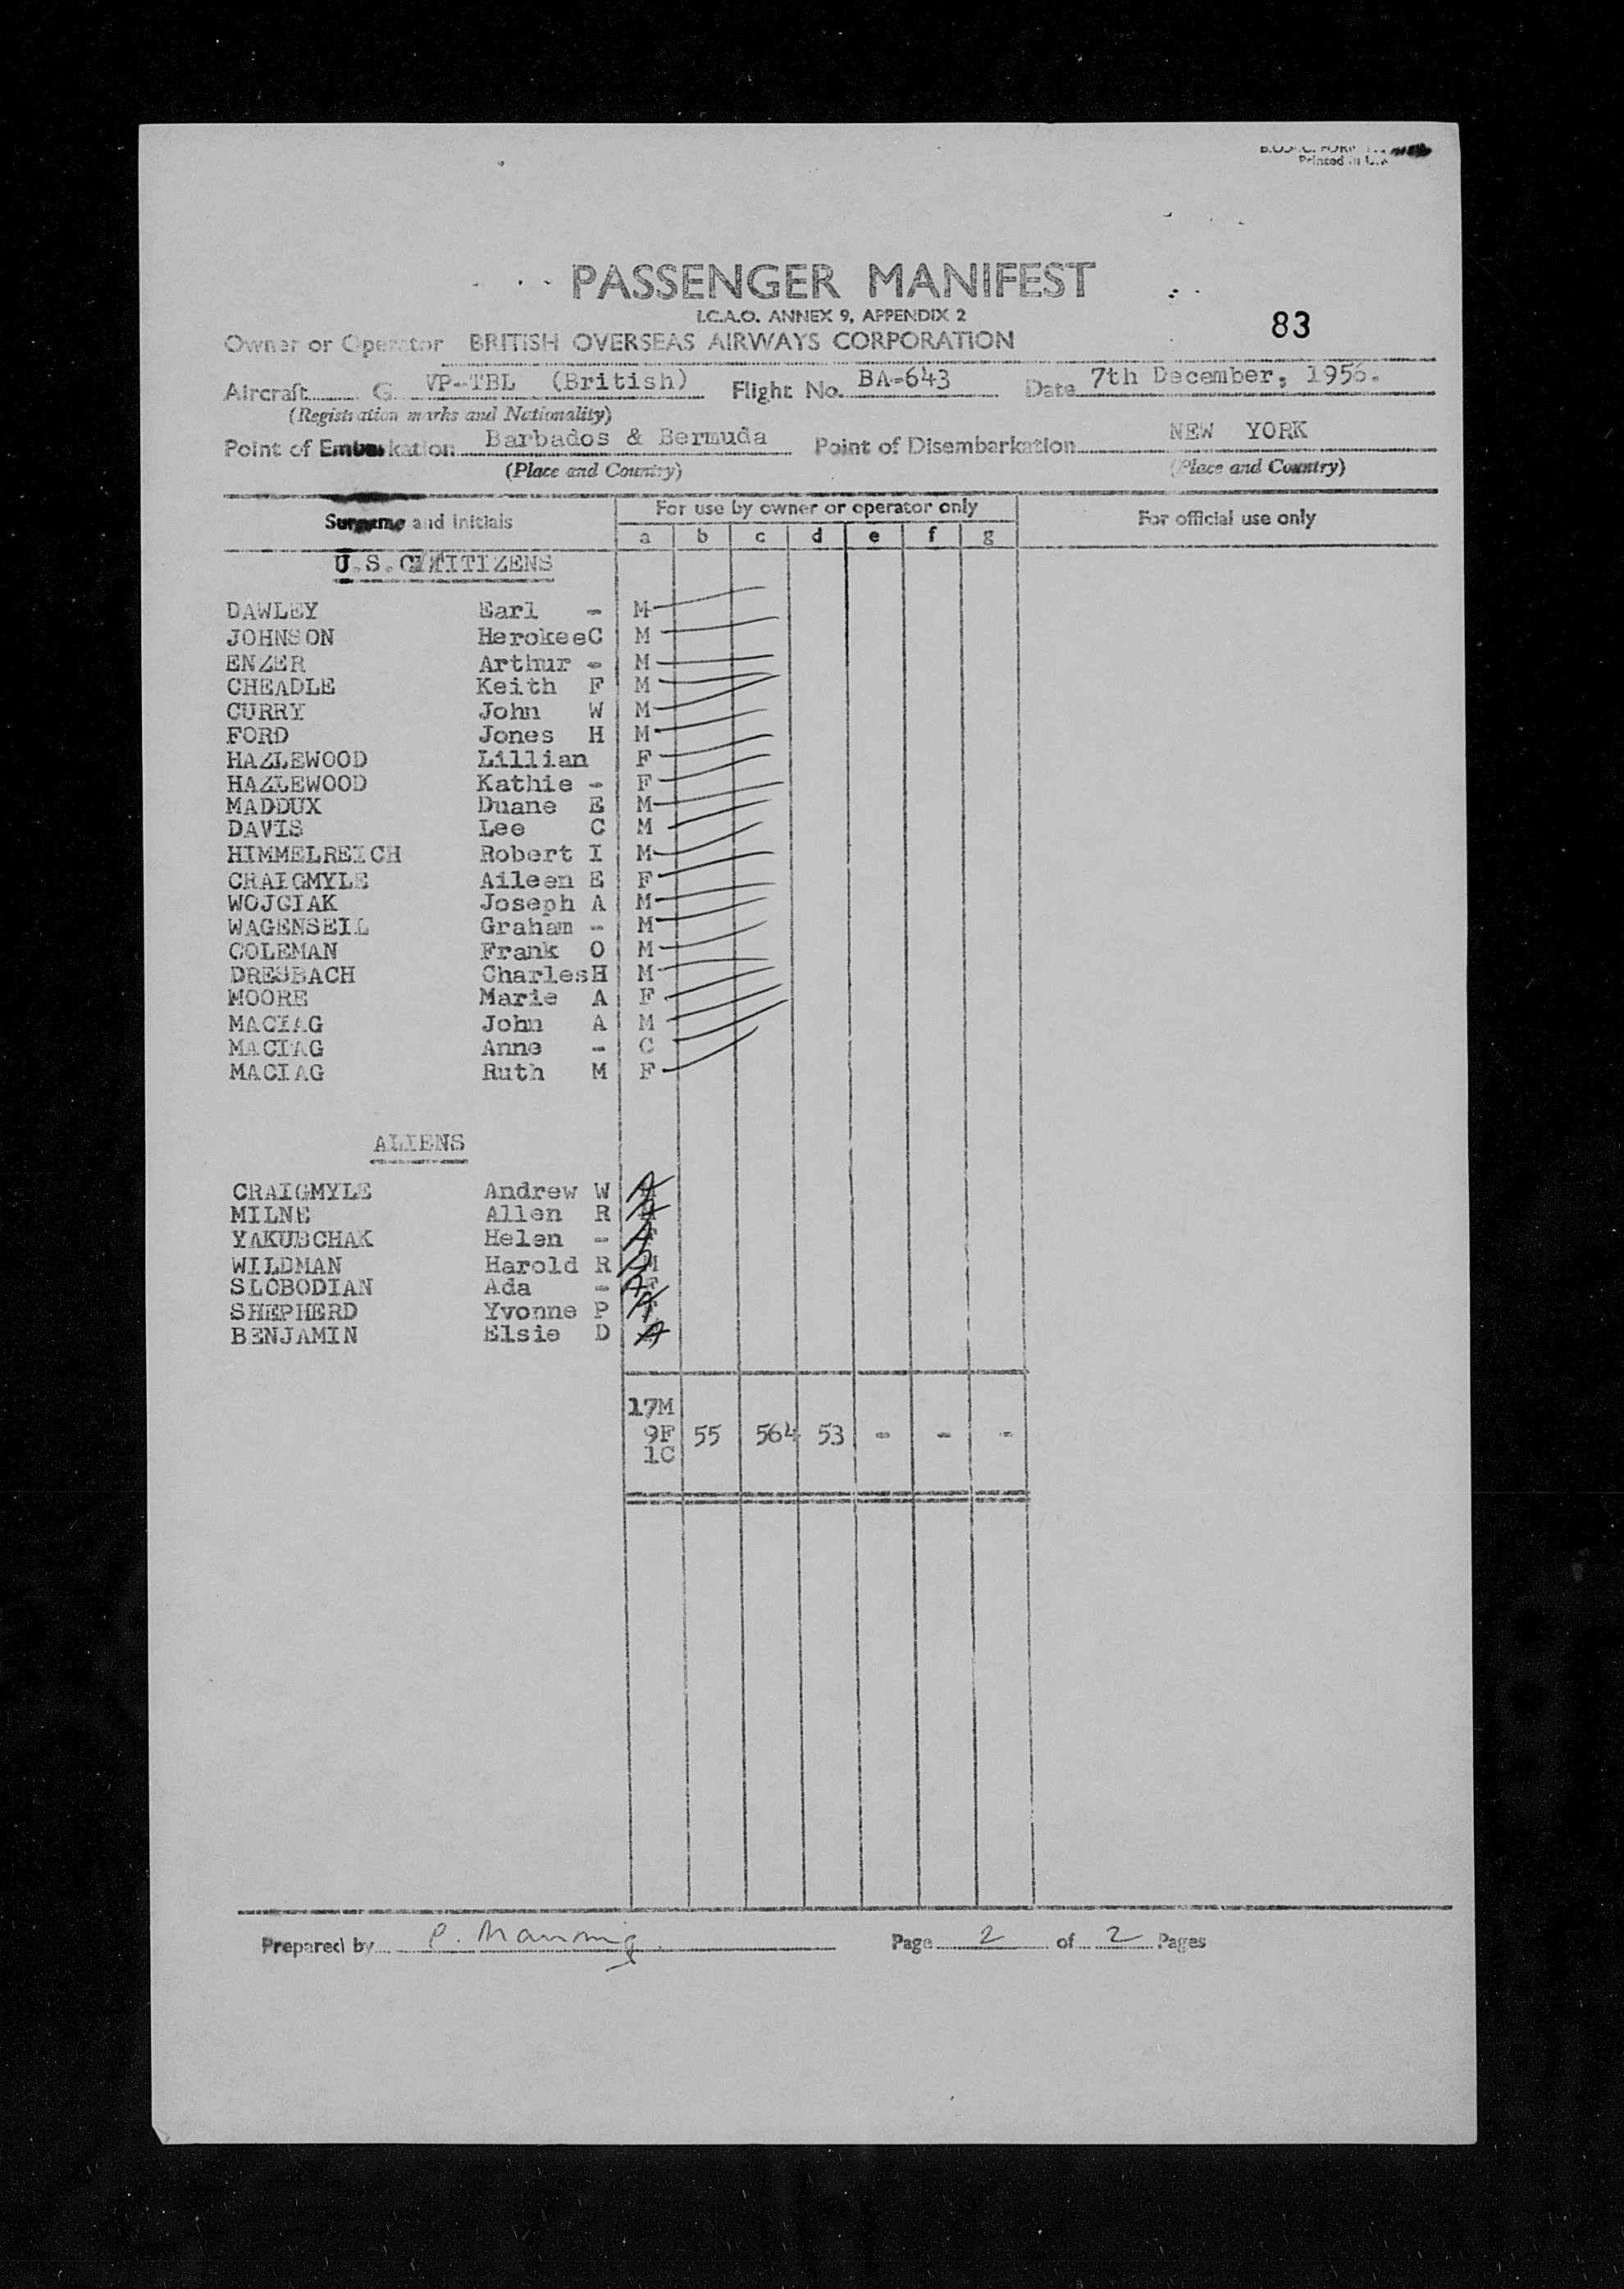 Printed in
PASSENGER MANIFEST
I.C.A.O. ANNEX 9, APPENDIX 2
83
Owner or Operator BRITISH OVERSEAS AIRWAYS CORPORATION
Aircraft G VP-TBL (British) Flight No. BA-643 Date 7th December, 1956.
(Registration marks and Nationality)
Point of Embarkation Barbados & Bermuda Point of Disembarkation NEW YORK
(Place and Country) (Place and Country)
Surname and initials For use by owner or operator only For official use only
a b c d e f g
U.S. CITIZENS
DAWLEY Earl - M
JOHNSON HerokeeC M
ENZER Arthur - M
CHEADLE Keith F M
CURRY John W M
FORD Jones H M
HAZLEWOOD Lillian F
HAZLEWOOD Kathie - F
MADDUX Duane E M
DAVIS Lee C M
HIMMELREICH Robert I M
CRAIGMYLE Aileen E F
WOJGIAK Joseph A M
WAGENSEIL Graham - M
COLEMAN Frank O M
DRESBACH CharlesH M
MOORE Marie A F
MACIAG John A M
MACIAG Anne - C
MACIAG Ruth M F
ALIENS
CRAIGMYLE Andrew W A
MILNE Allen R A
YAKUBCHAK Helen - A F
WILDMAN Harold R M
SLOBODIAN Ada - A F
SHEPHERD Yvonne P A
BENJAMIN Elsie D A
17M
9F 55 564 53 - - -
1C
Prepared by P. Manning. Page 2 of 2 Pages